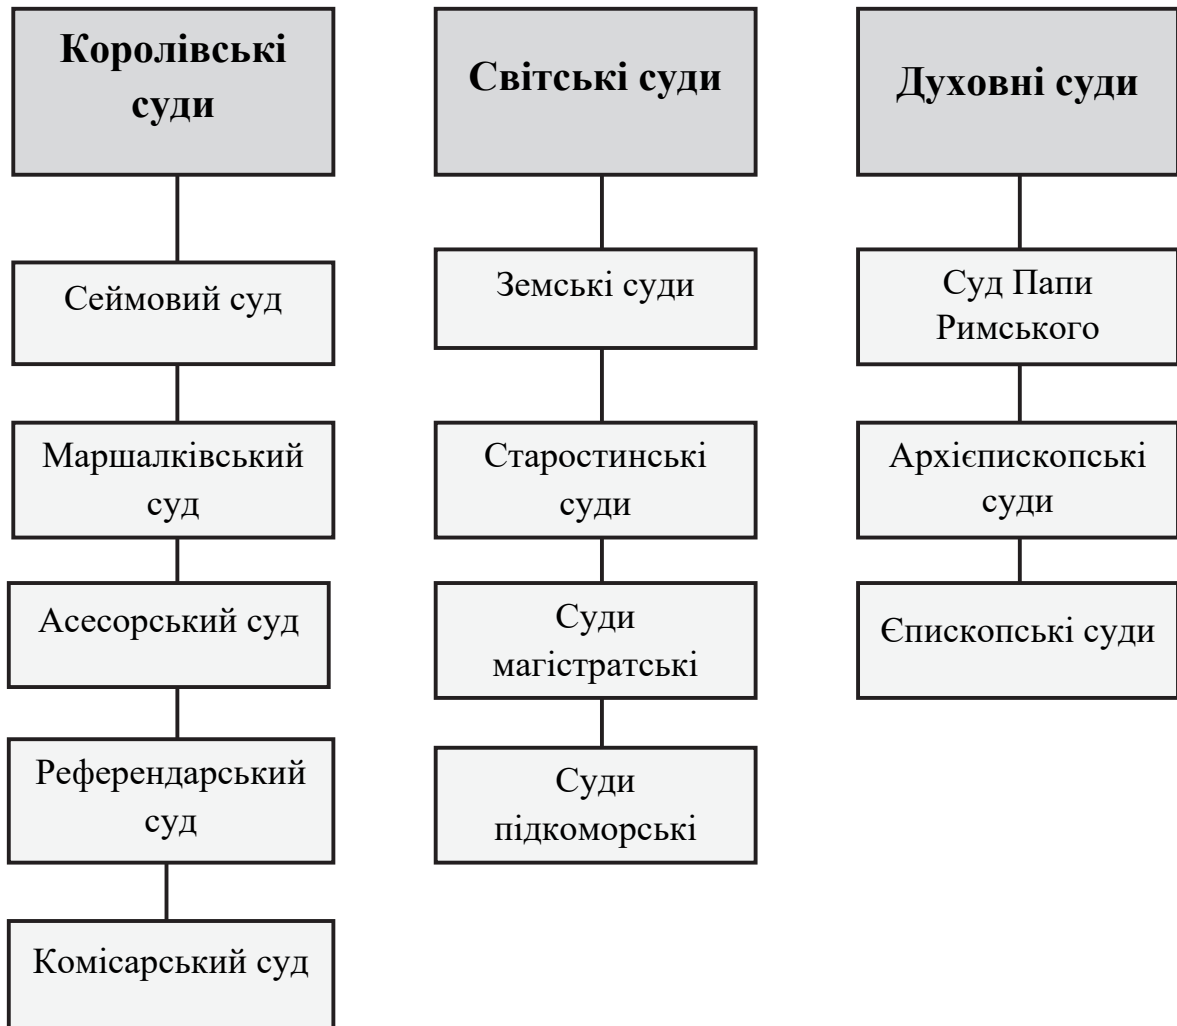 Королівські
суди
Сеймовий суд
Маршалківський
суд
Асесорський суд
Референдарський
суд
Комісарський суд
Світські суди
Земські суди
Старостинські
суди
Суди
магістратські
Суди
підкоморські
Духовні суди
Суд Папи
Римського
Архієпископські
суди
Єпископські суди